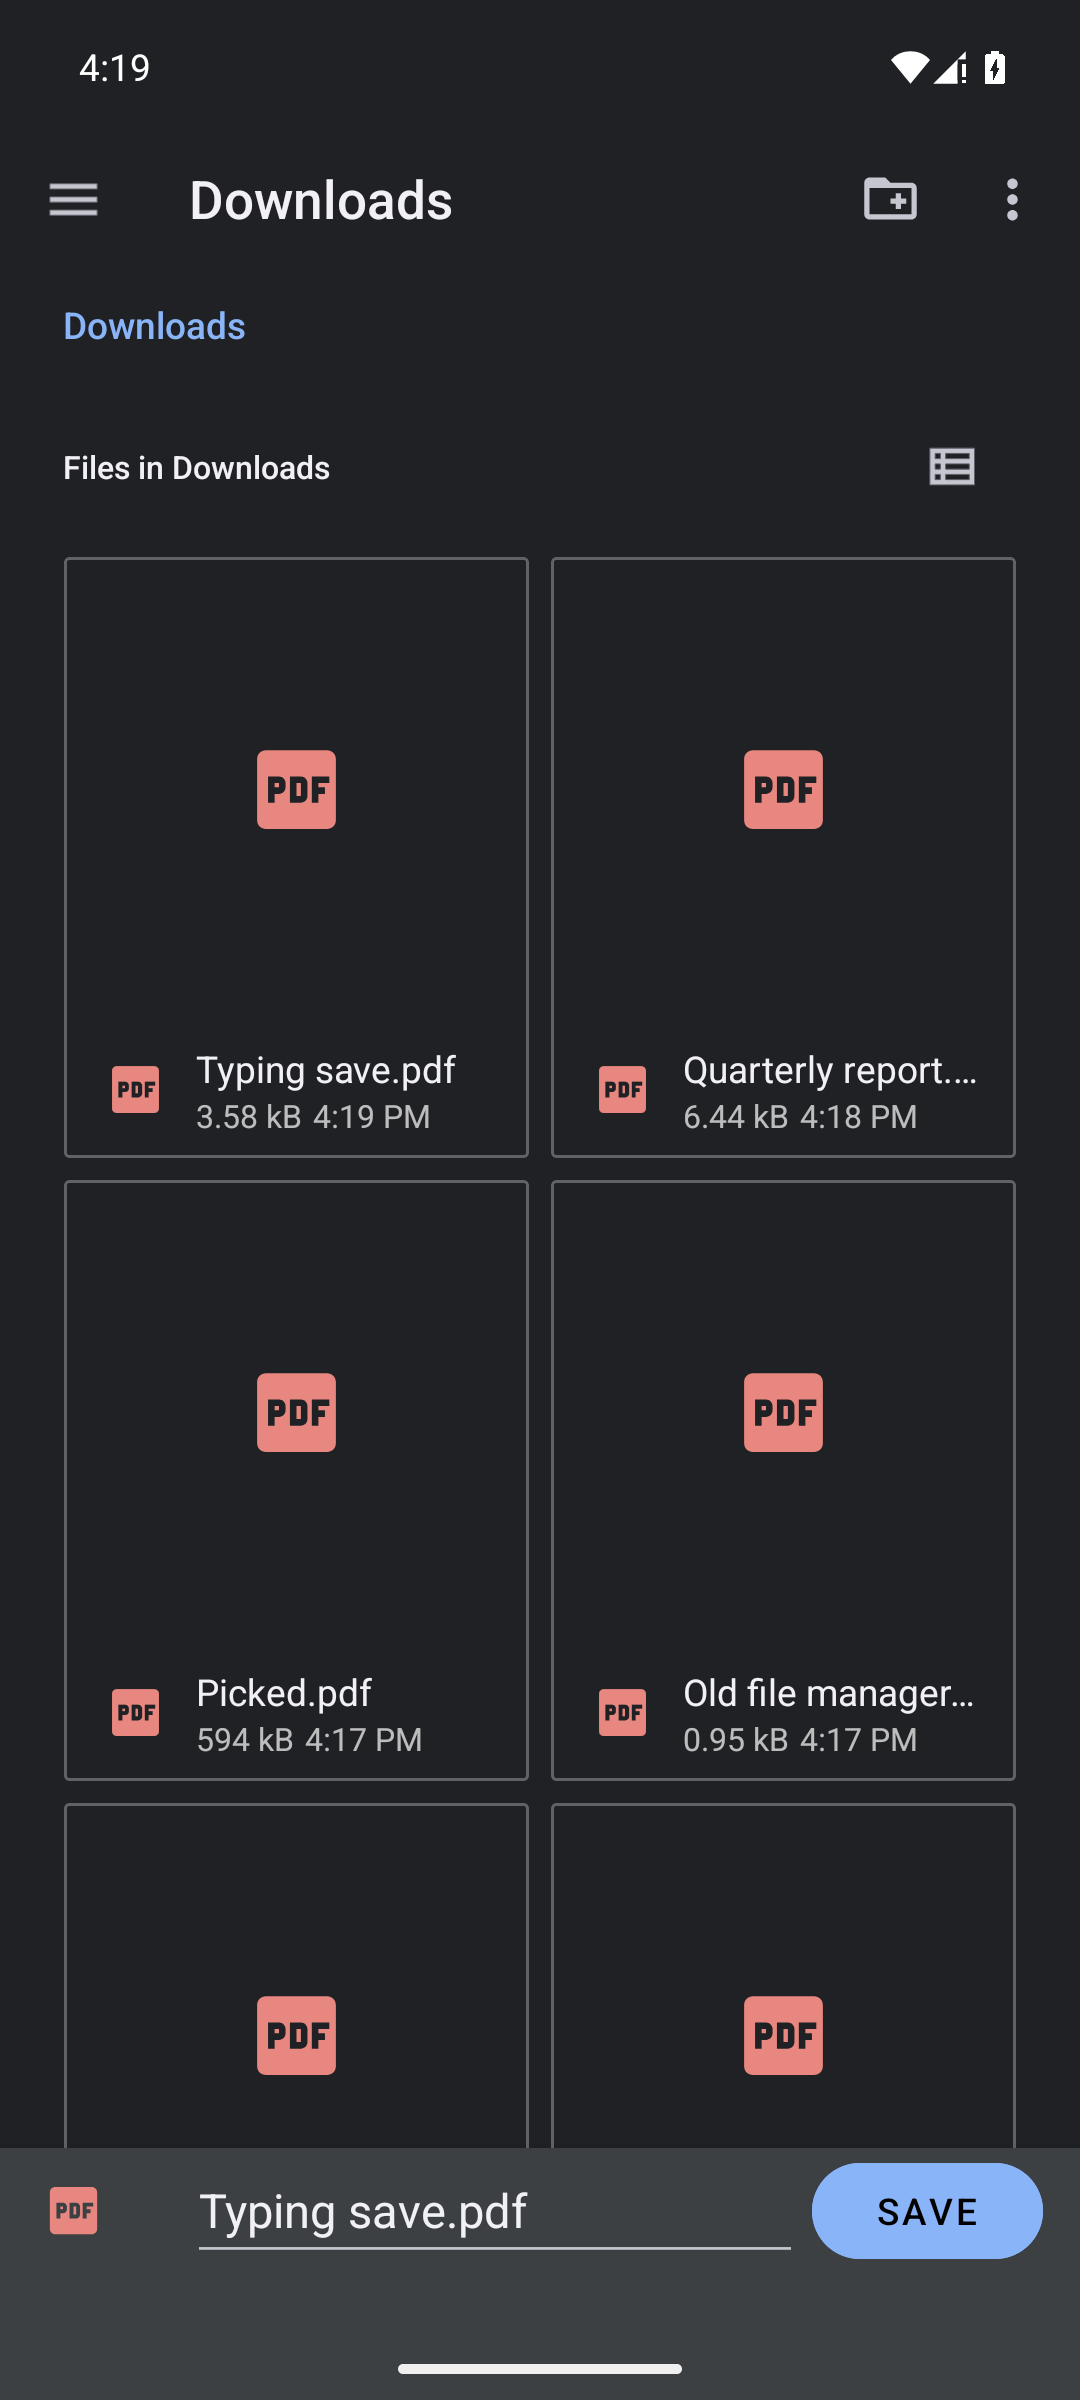 4:19
Downloads
Downloads
Files in Downloads
PDF
PDF
PDF
Typing save.pdf
3.58 kB 4:19 PM
PDF
Quarterly report.…
6.44 kB 4:18 PM
PDF
PDF
PDF
Picked.pdf
594 kB 4:17 PM
PDF
Old file manager…
0.95 kB 4:17 PM
PDF
PDF
PDF
Typing save.pdf
SAVE